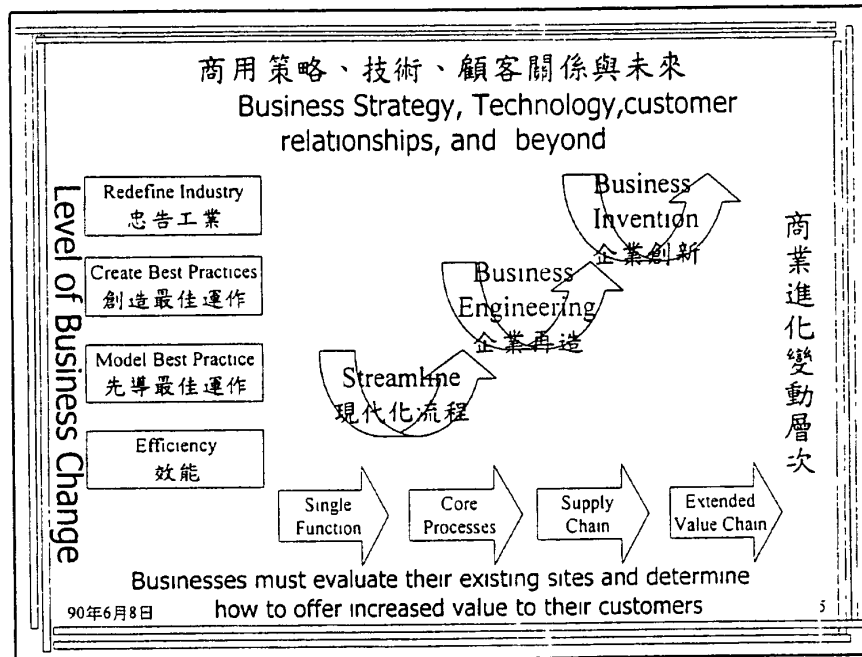 商用策略、技術、顧客關係與未來
Business Strategy, Technology,customer
relationships, and beyond
Level of Business Change
Redefine Industry
忠告工業
Create Best Practices
創造最佳運作
Model Best Practice
先導最佳運作
Efficiency
效能
Business
Invention
企業創新
Business
Engineering
企業再造
Streamline
現代化流程
商業進化變動層次
Single
Function
Core
Processes
Supply
Chain
Extended
Value Chain
Businesses must evaluate their existing sites and determine
how to offer increased value to their customers
90年6月8日
5